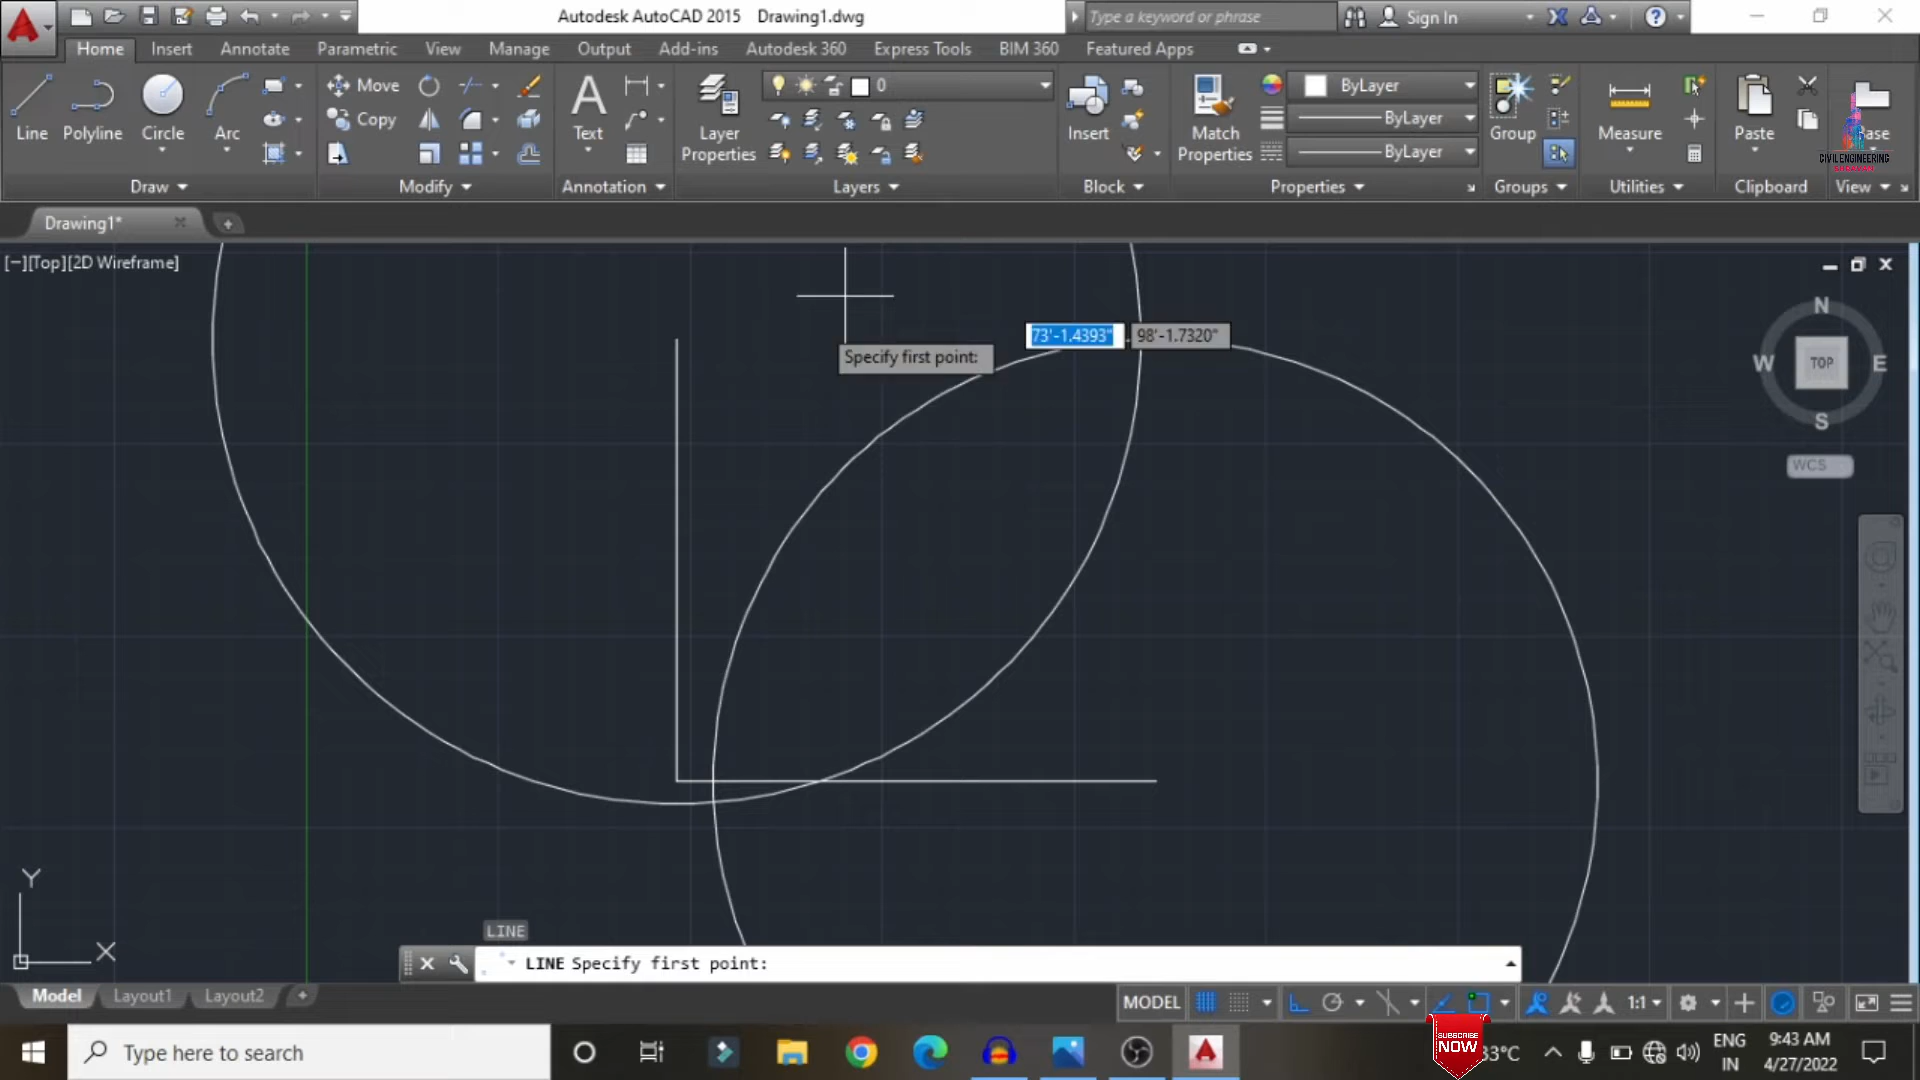 Autodesk AutoCAD 2015 Drawing1.dwg
Type a keyword or phrase
Sign In
Home Insert Annotate Parametric View Manage Output Add-ins Autodesk 360 Express Tools BIM 360 Featured Apps
Line
Polyline
Circle
Arc
Move
Copy
Text
Layer
Properties
0
Insert
Match
Properties
ByLayer
ByLayer
ByLayer
Group
Measure
Paste
Base
CIVIL ENGINEERING
Draw Modify Annotation Layers Block Properties Groups Utilities Clipboard View
Drawing1*
[−][Top][2D Wireframe]
N
W
TOP
E
S
WCS
73'-1.4393"
98'-1.7320"
Specify first point:
Y
X
LINE
LINE Specify first point:
Model Layout1 Layout2
MODEL
1:1
Type here to search
SUBSCRIBE
NOW
33°C
ENG
IN
9:43 AM
4/27/2022